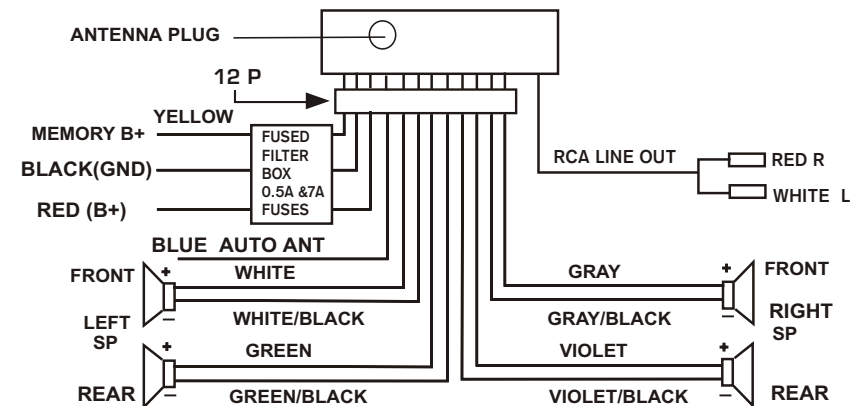 ANTENNA PLUG
12 P
YELLOW
MEMORY B+
BLACK(GND)
RED (B+)
FUSED
FILTER
BOX
0.5A &7A
FUSES
RCA LINE OUT
RED R
WHITE L
BLUE AUTO ANT
FRONT
+
WHITE
–
WHITE/BLACK
LEFT
SP
+
GREEN
REAR
–
GREEN/BLACK
GRAY
+
FRONT
GRAY/BLACK
–
RIGHT
SP
VIOLET
+
VIOLET/BLACK
–
REAR